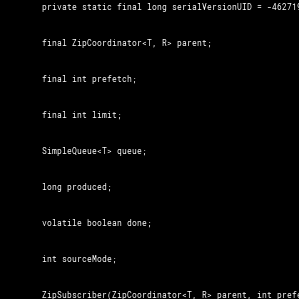 private static final long serialVersionUID = -462719
final ZipCoordinator<T, R> parent;
final int prefetch;
final int limit;
SimpleQueue<T> queue;
long produced;
volatile boolean done;
int sourceMode;
ZipSubscriber(ZipCoordinator<T, R> parent, int prefe